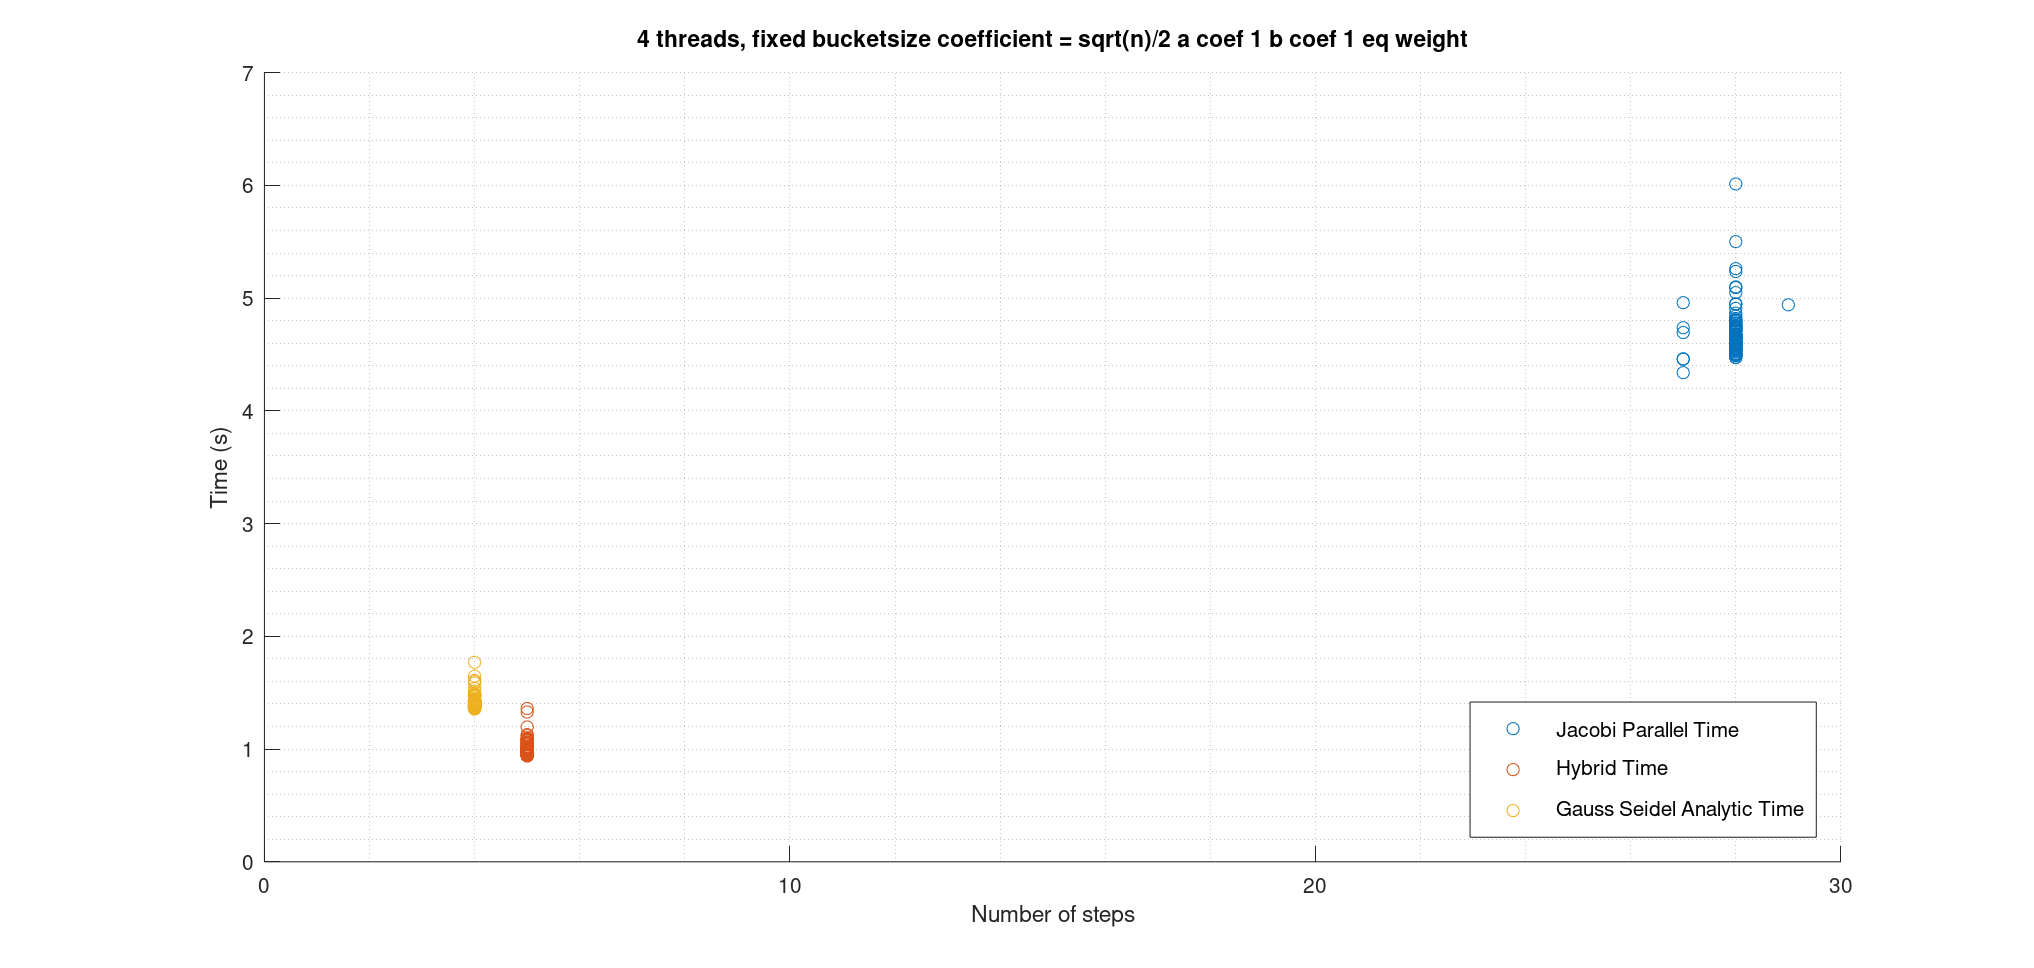 4 threads, fixed bucketsize coefficient = sqrt(n)/2 a coef 1 b coef 1 eq weight
7
6
5
4
3
2
1
0
Time (s)
0 10 20 30
Number of steps
Jacobi Parallel Time
Hybrid Time
Gauss Seidel Analytic Time